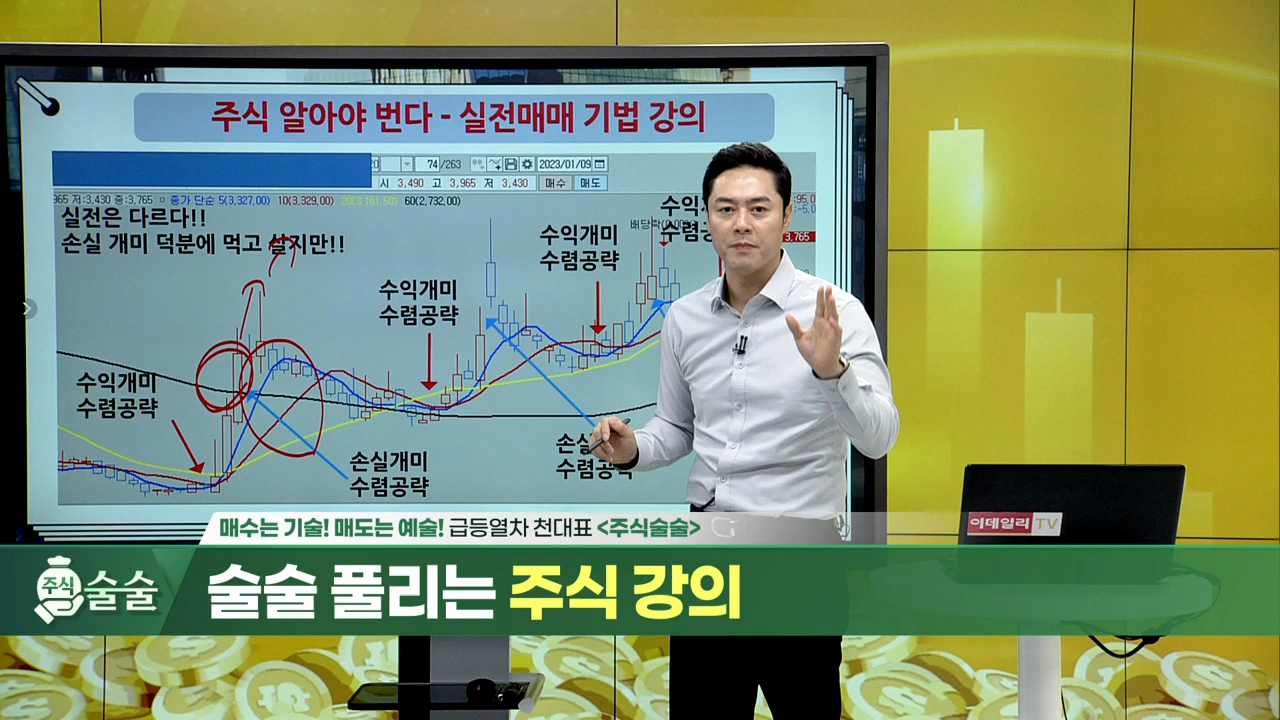 주식 알아야 번다 - 실전매매 기법 강의
74 /263
2023/01/09
시 3,490 고 3,965 저 3,430 매수 매도
965 저:3,430 종:3,765 종가 단순 5(3,327,00) 10(3,329,00) 20(3,161,50) 60(2,732,00)
실전은 다르다!!
손실 개미 덕분에 먹고 살지만!!
수익개미
수렴공략
수익개미
수렴공략
수익개미
수렴공략
수익
수렴공
배당락
3,765
손실개미
수렴공략
손실
수렴공략
매수는 기술! 매도는 예술! 급등열차 천대표 <주식술술>
주식 술술
술술 풀리는 주식 강의
이데일리 TV